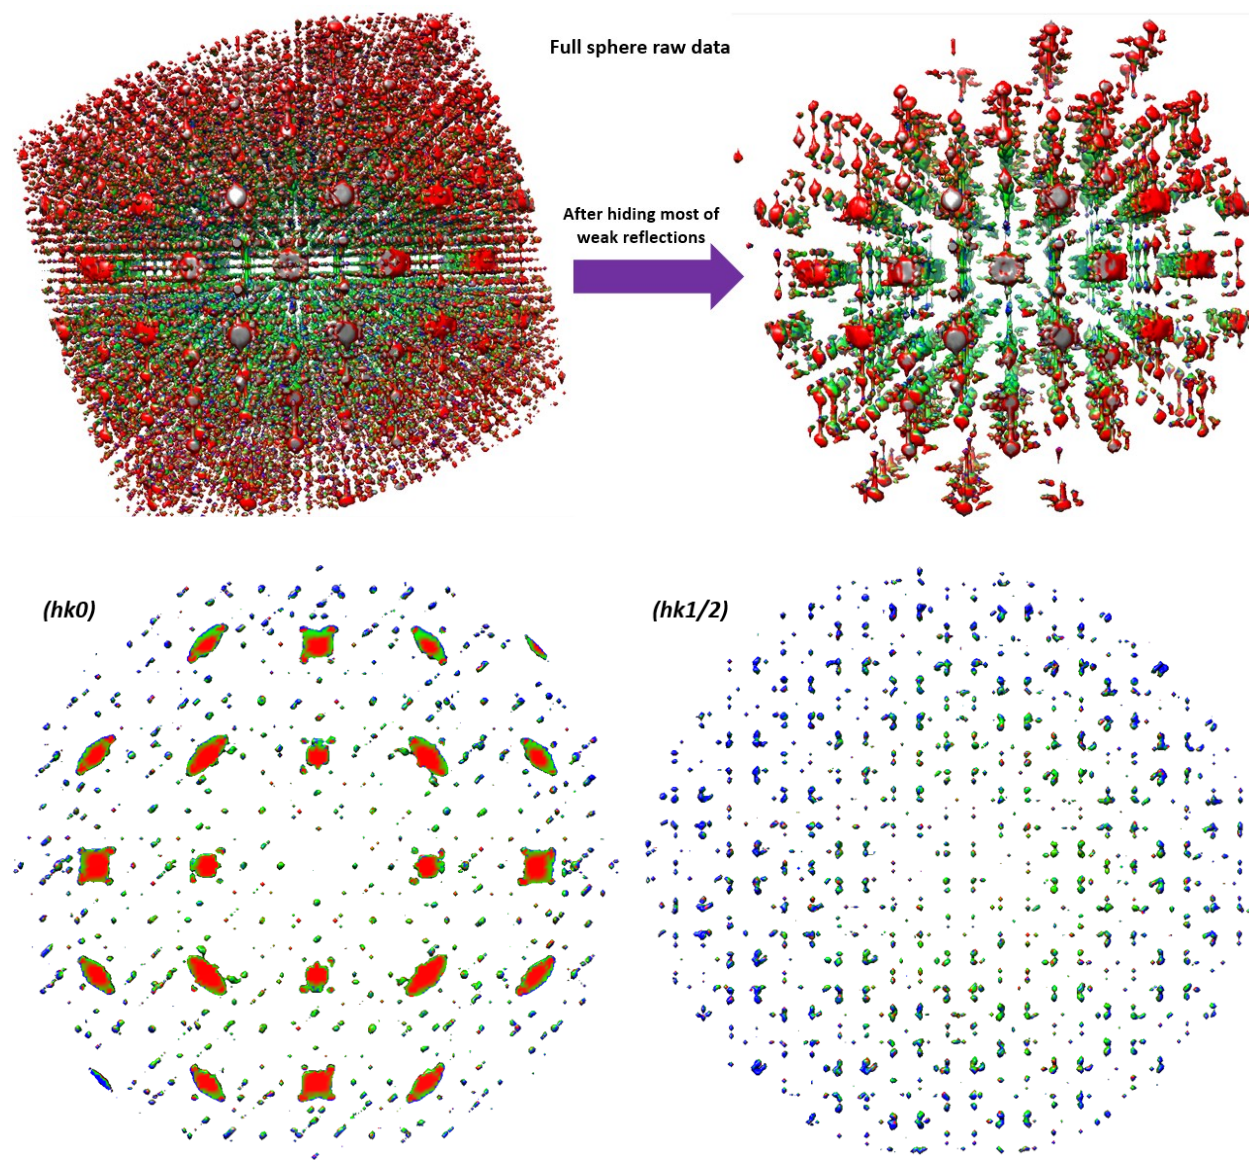 Full sphere raw data
After hiding most of
weak reflections
(hk0)
(hk1/2)